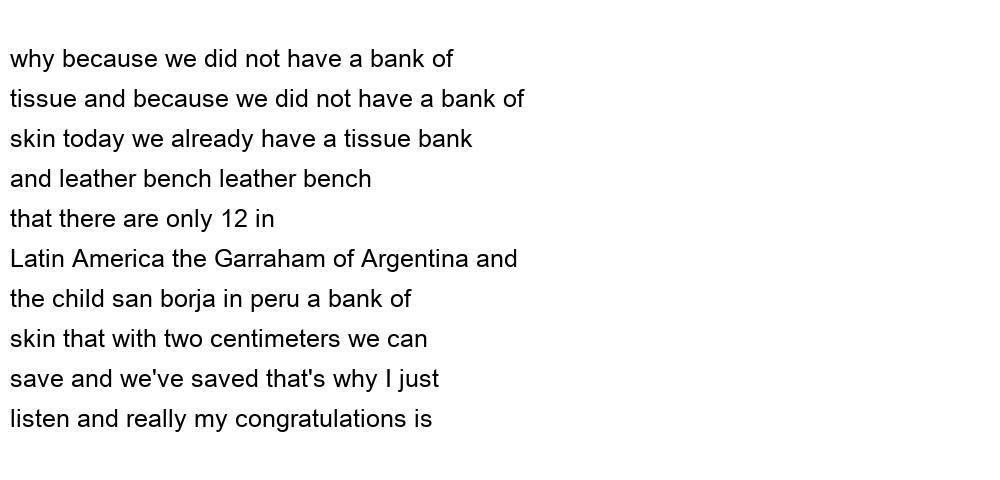 why because we did not have a bank of
tissue and because we did not have a bank of
skin today we already have a tissue bank
and leather bench leather bench
that there are only 12 in
Latin America the Garraham of Argentina and
the child san borja in peru a bank of
skin that with two centimeters we can
save and we've saved that's why I just
listen and really my congratulations is